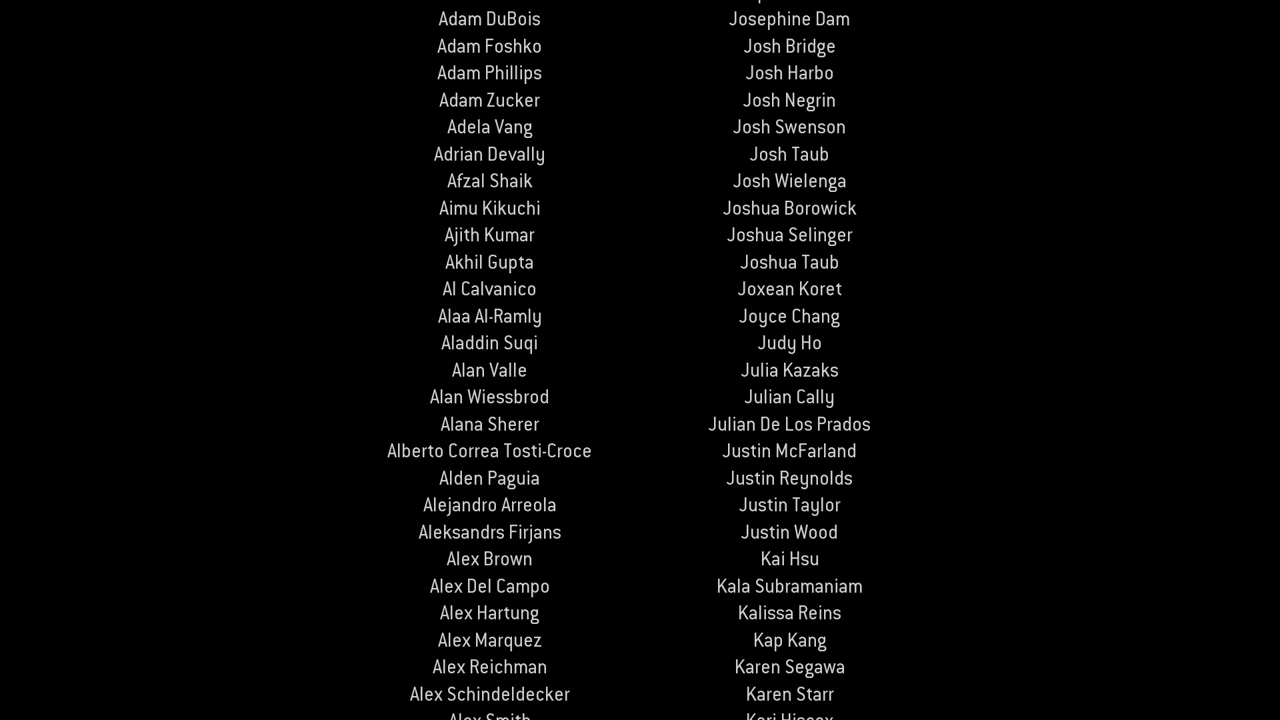 Adam DuBois
Adam Foshko
Adam Phillips
Adam Zucker
Adela Vang
Adrian Devally
Afzal Shaik
Aimu Kikuchi
Ajith Kumar
Akhil Gupta
Al Calvanico
Alaa Al-Ramly
Aladdin Suqi
Alan Valle
Alan Wiessbrod
Alana Sherer
Alberto Correa Tosti-Croce
Alden Paguia
Alejandro Arreola
Aleksandrs Firjans
Alex Brown
Alex Del Campo
Alex Hartung
Alex Marquez
Alex Reichman
Alex Schindeldecker
Alex Smith
Josephine Dam
Josh Bridge
Josh Harbo
Josh Negrin
Josh Swenson
Josh Taub
Josh Wielenga
Joshua Borowick
Joshua Selinger
Joshua Taub
Joxean Koret
Joyce Chang
Judy Ho
Julia Kazaks
Julian Cally
Julian De Los Prados
Justin McFarland
Justin Reynolds
Justin Taylor
Justin Wood
Kai Hsu
Kala Subramaniam
Kalissa Reins
Kap Kang
Karen Segawa
Karen Starr
Kari Hiscox